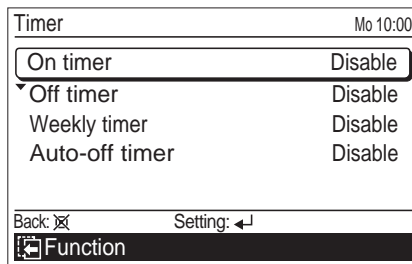 Timer Mo 10:00
On timer Disable
Off timer Disable
Weekly timer Disable
Auto-off timer Disable
Back: Setting:
Function